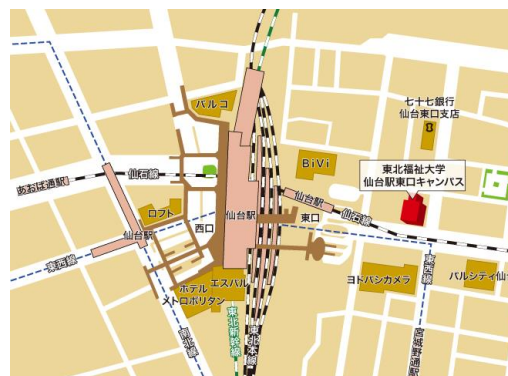 パルコ
七十七銀行
仙台東口支店
BiVi
東北福祉大学
仙台駅東口キャンパス
あおば通駅
仙石線
仙台駅
仙石線
ロフト
西口
仙台駅
東口
仙台駅
東西線
エスパル
ホテル
メトロポリタン
ヨドバシカメラ
東西線
パルシティ仙台
南北線
東北新幹線
東北本線
宮城野通駅